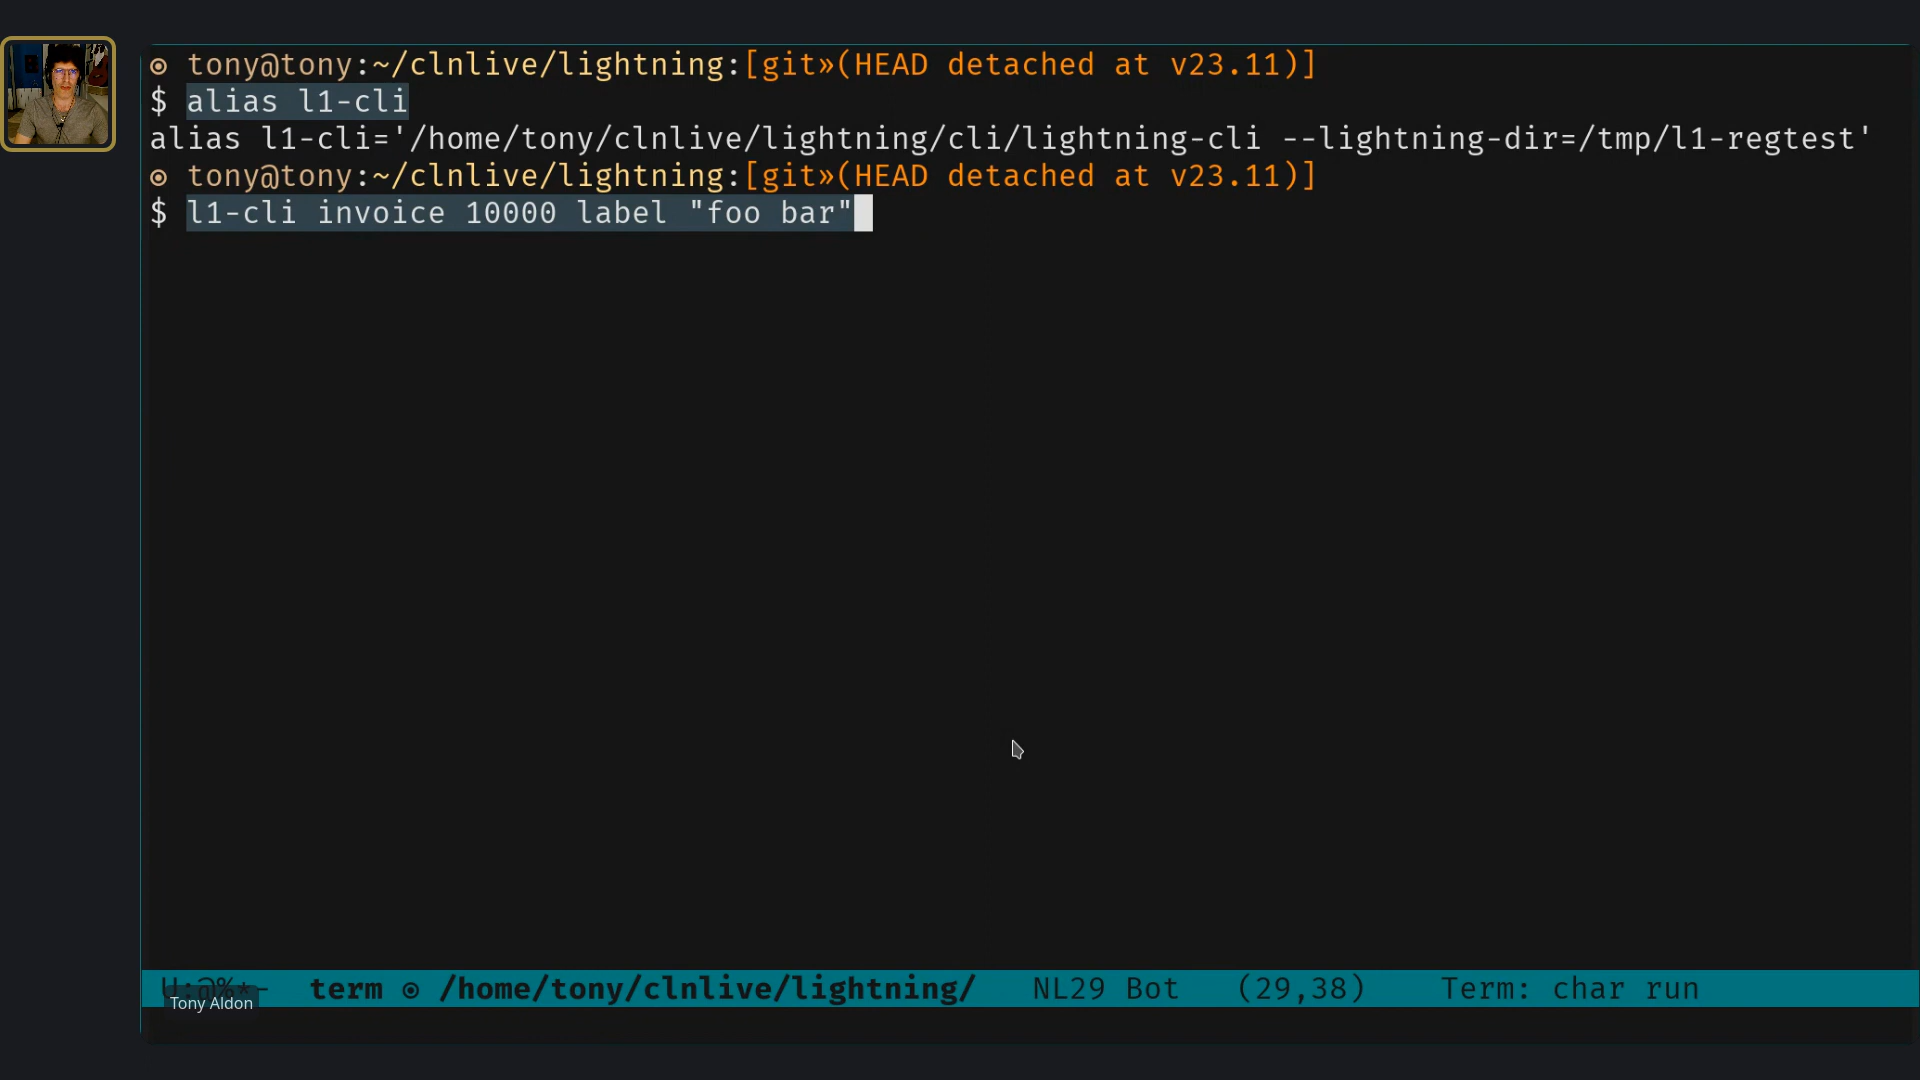 ⊙ tony@tony:~/clnlive/lightning:[git»(HEAD detached at v23.11)]
$ alias l1-cli
alias l1-cli='/home/tony/clnlive/lightning/cli/lightning-cli --lightning-dir=/tmp/l1-regtest'
⊙ tony@tony:~/clnlive/lightning:[git»(HEAD detached at v23.11)]
$ l1-cli invoice 10000 label "foo bar"
U:@%*-  term ⊙ /home/tony/clnlive/lightning/   NL29 Bot   (29,38)    Term: char run
Tony Aldon